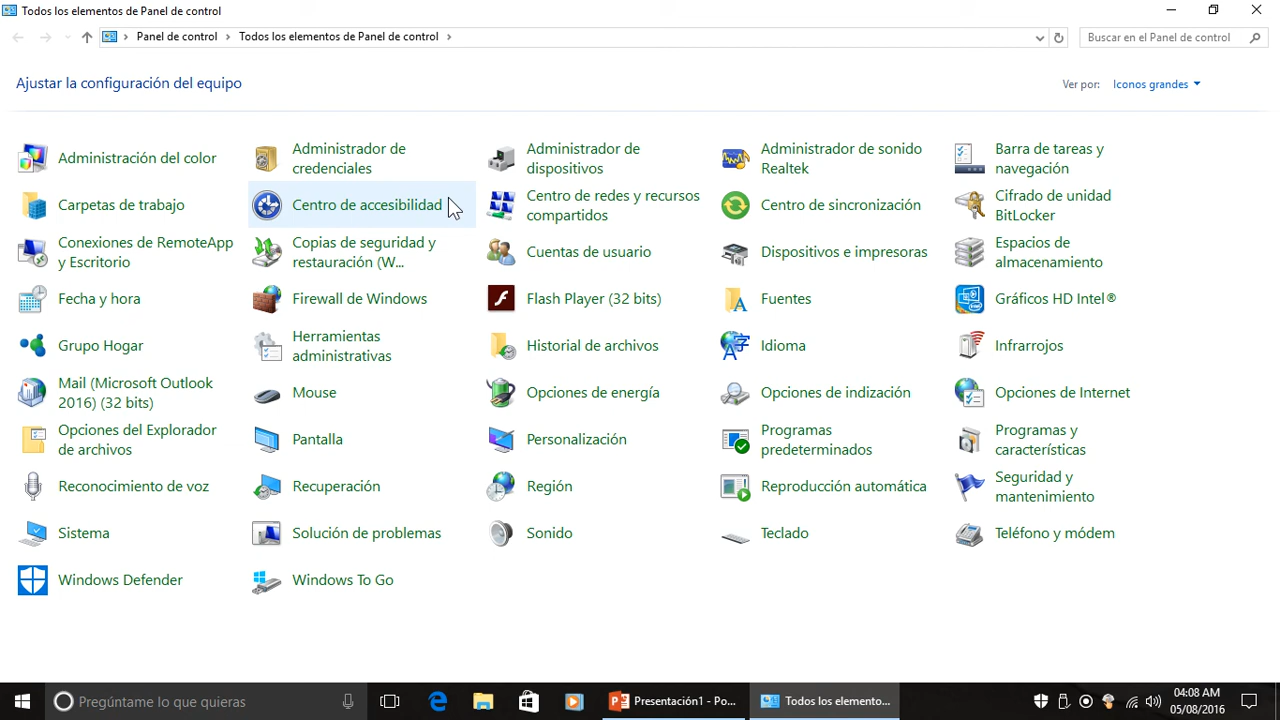 Todos los elementos de Panel de control
Panel de control > Todos los elementos de Panel de control >
Buscar en el Panel de control
Ajustar la configuración del equipo
Ver por: Iconos grandes
Administración del color
Administrador de
credenciales
Administrador de
dispositivos
Administrador de sonido
Realtek
Barra de tareas y
navegación
Carpetas de trabajo
Centro de accesibilidad
Centro de redes y recursos
compartidos
Centro de sincronización
Cifrado de unidad
BitLocker
Conexiones de RemoteApp
y Escritorio
Copias de seguridad y
restauración (W...
Cuentas de usuario
Dispositivos e impresoras
Espacios de
almacenamiento
Fecha y hora
Firewall de Windows
Flash Player (32 bits)
Fuentes
Gráficos HD Intel®
Grupo Hogar
Herramientas
administrativas
Historial de archivos
Idioma
Infrarrojos
Mail (Microsoft Outlook
2016) (32 bits)
Mouse
Opciones de energía
Opciones de indización
Opciones de Internet
Opciones del Explorador
de archivos
Pantalla
Personalización
Programas
predeterminados
Programas y
características
Reconocimiento de voz
Recuperación
Región
Reproducción automática
Seguridad y
mantenimiento
Sistema
Solución de problemas
Sonido
Teclado
Teléfono y módem
Windows Defender
Windows To Go
Pregúntame lo que quieras
Presentación1 - Po...
Todos los elemento...
04:08 AM
05/08/2016